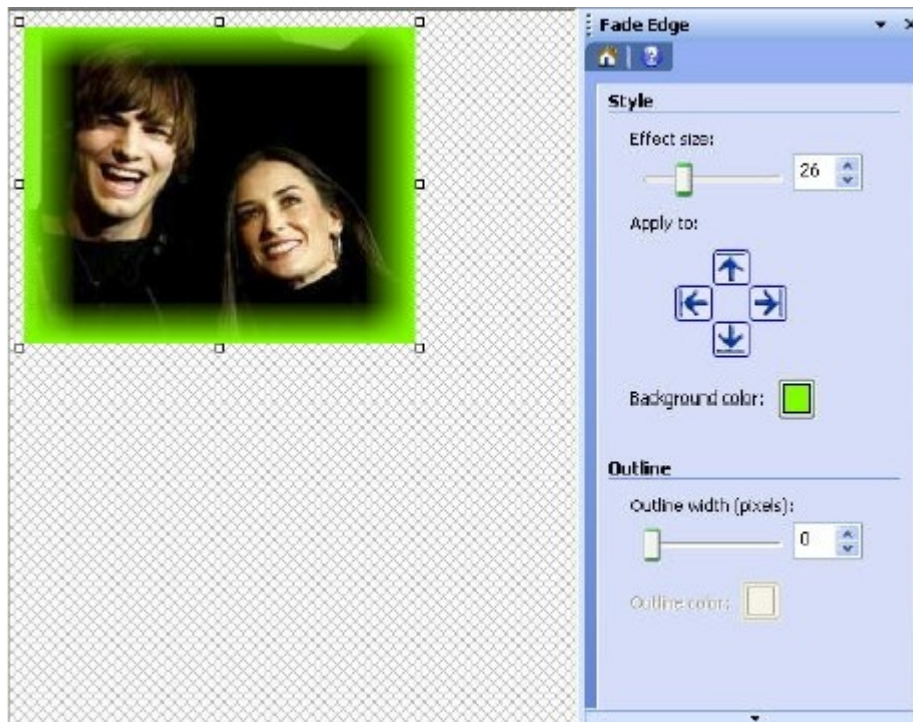 Fade Edge
Style
Effect size:
26
Apply to:
Background color:
Outline
Outline width (pixels):
0
Outline color: